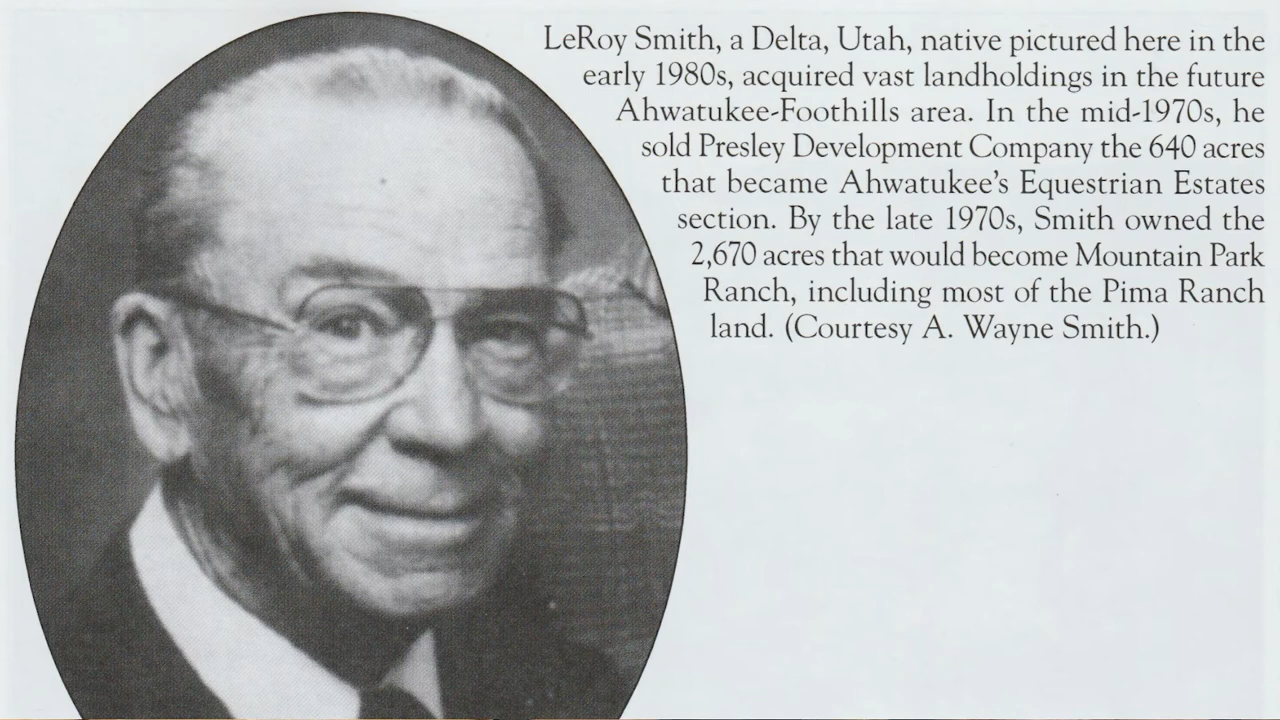 LeRoy Smith, a Delta, Utah, native pictured here in the
early 1980s, acquired vast landholdings in the future
Ahwatukee-Foothills area. In the mid-1970s, he
sold Presley Development Company the 640 acres
that became Ahwatukee's Equestrian Estates
section. By the late 1970s, Smith owned the
2,670 acres that would become Mountain Park
Ranch, including most of the Pima Ranch
land. (Courtesy A. Wayne Smith.)